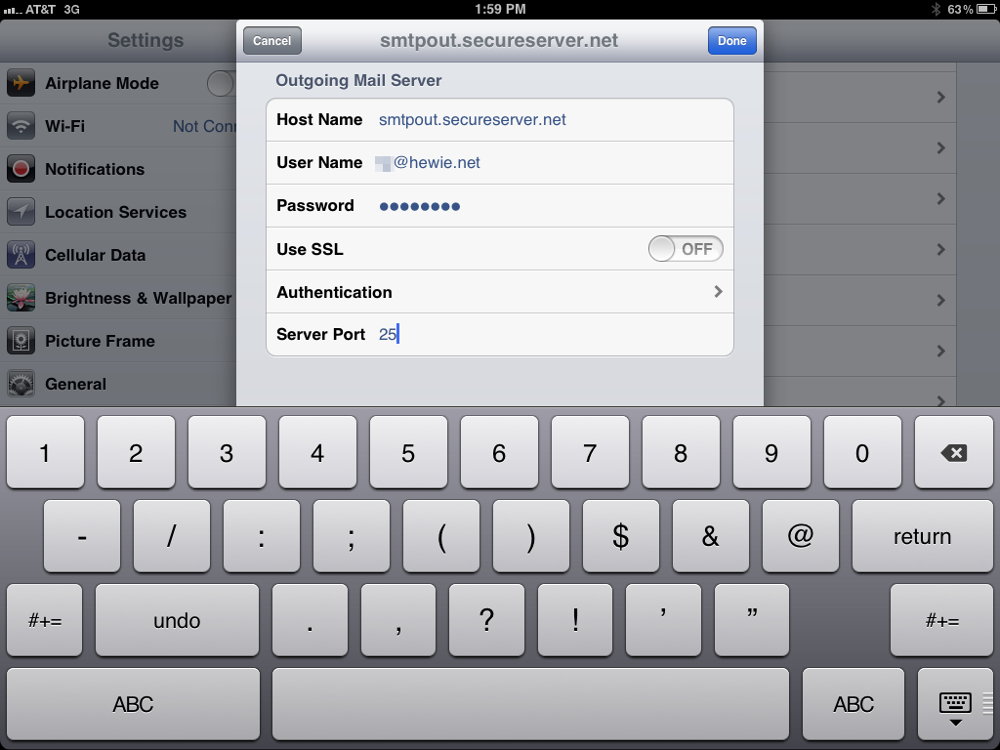 AT&T 3G 1:59 PM 63%
Settings
Cancel smtpout.secureserver.net Done
Airplane Mode
Wi-Fi Not Conn
Notifications
Location Services
Cellular Data
Brightness & Wallpaper
Picture Frame
General
Outgoing Mail Server
Host Name smtpout.secureserver.net
User Name @hewie.net
Password ●●●●●●●●
Use SSL OFF
Authentication
Server Port 25
1 2 3 4 5 6 7 8 9 0
- / : ; ( ) $ & @ return
#+= undo . , ? ! ’ ” #+=
ABC ABC